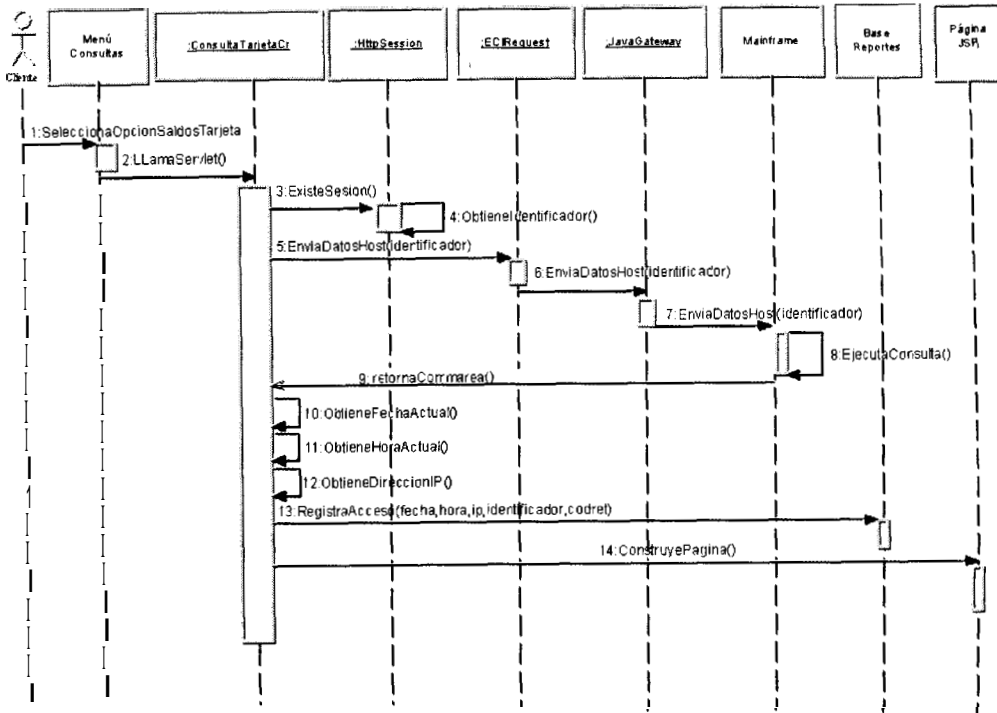 Cliente
Menú
Consultas
:ConsultaTarjetaCr
:HttpSession
:ECIRequest
:JavaGateway
Mainframe
Base
Reportes
Página
JSP
1:SeleccionaOpcionSaldosTarjeta
2:LLamaServlet()
3:ExisteSesion()
4:ObtieneIdentificador()
5:EnviaDatosHost(identificador)
6:EnviaDatosHost(identificador)
7:EnviaDatosHost(identificador)
8:EjecutaConsulta()
9:retornaCommarea()
10:ObtieneFechaActual()
11:ObtieneHoraActual()
12:ObtieneDireccionIP()
13:RegistraAcceso(fecha,hora,ip,identificador,codret)
14:ConstruyePagina()